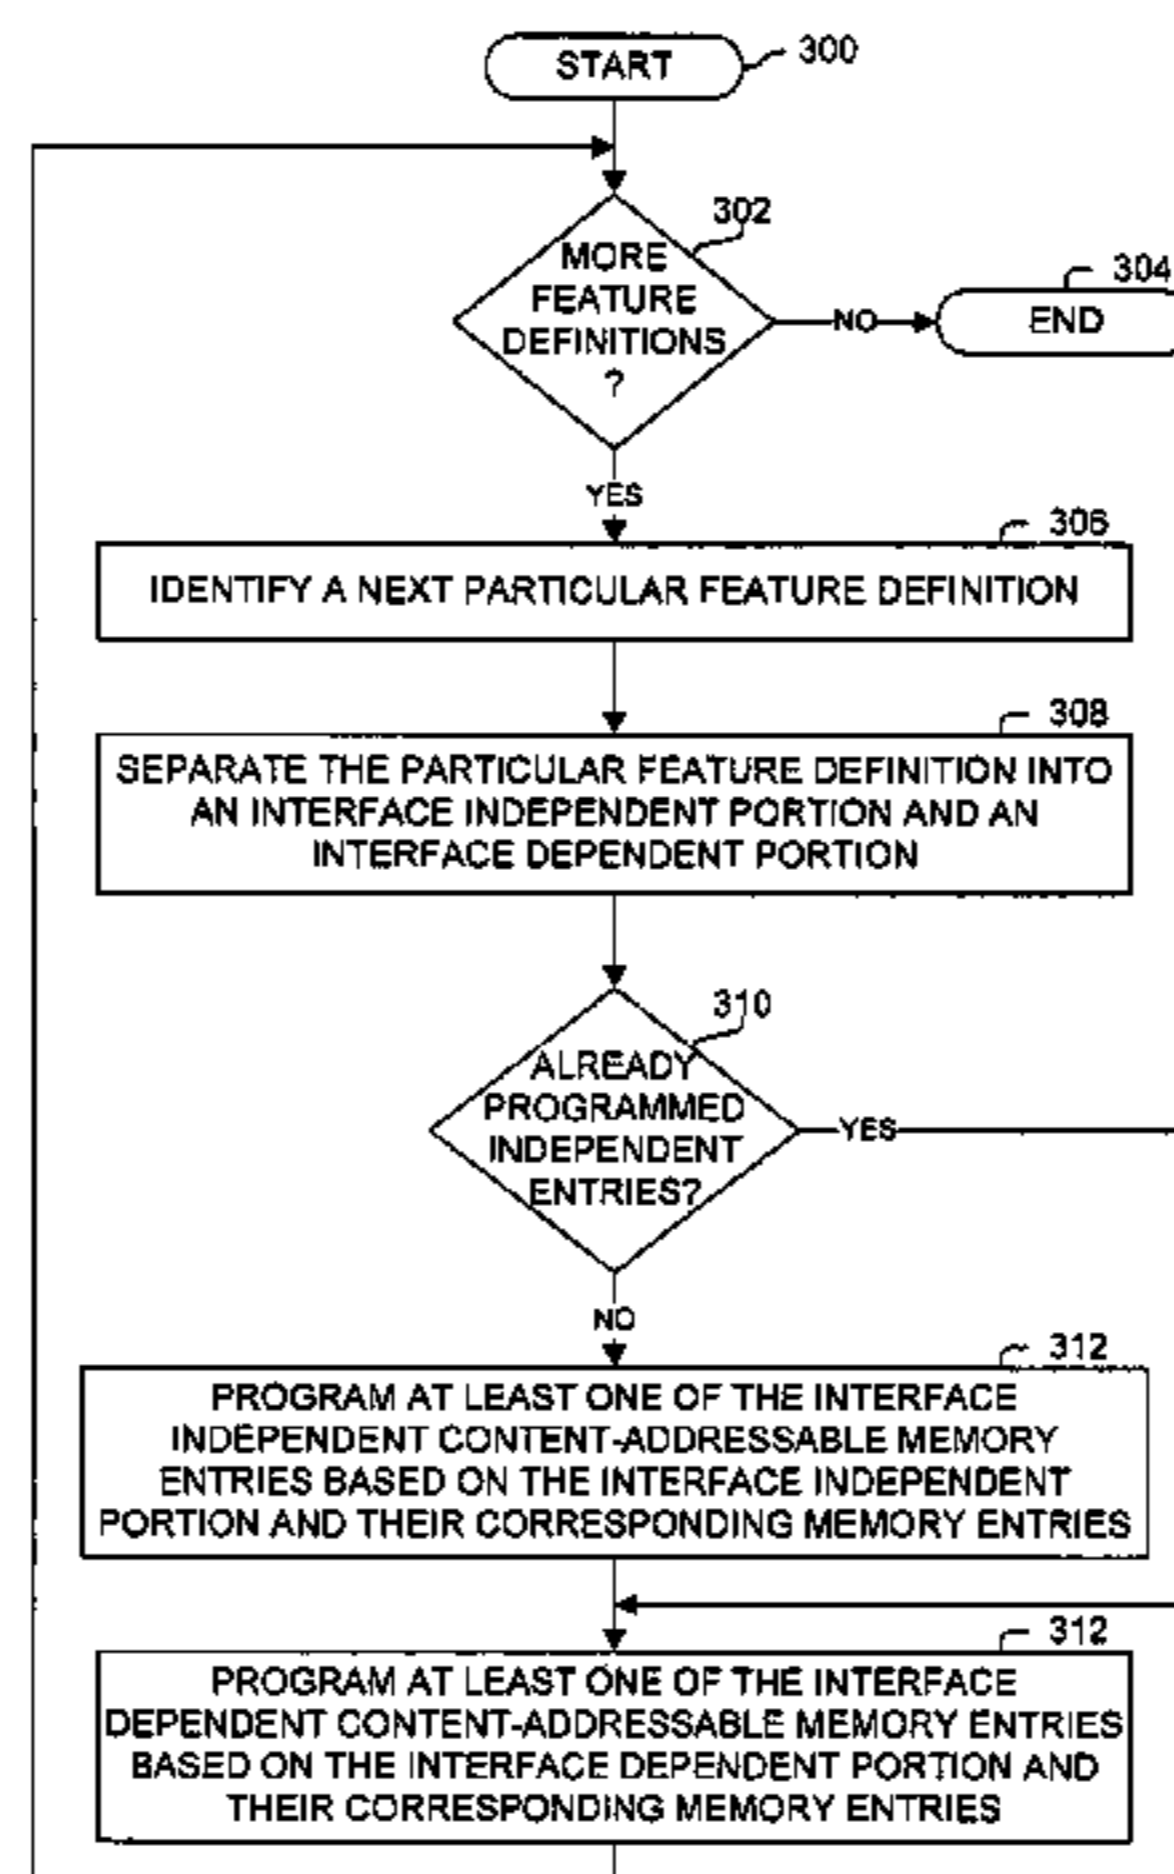 START
300
302
MORE
FEATURE
DEFINITIONS
?
NO
304
END
YES
306
IDENTIFY A NEXT PARTICULAR FEATURE DEFINITION
308
SEPARATE THE PARTICULAR FEATURE DEFINITION INTO
AN INTERFACE INDEPENDENT PORTION AND AN
INTERFACE DEPENDENT PORTION
310
ALREADY
PROGRAMMED
INDEPENDENT
ENTRIES?
YES
NO
312
PROGRAM AT LEAST ONE OF THE INTERFACE
INDEPENDENT CONTENT-ADDRESSABLE MEMORY
ENTRIES BASED ON THE INTERFACE INDEPENDENT
PORTION AND THEIR CORRESPONDING MEMORY ENTRIES
312
PROGRAM AT LEAST ONE OF THE INTERFACE
DEPENDENT CONTENT-ADDRESSABLE MEMORY ENTRIES
BASED ON THE INTERFACE DEPENDENT PORTION AND
THEIR CORRESPONDING MEMORY ENTRIES